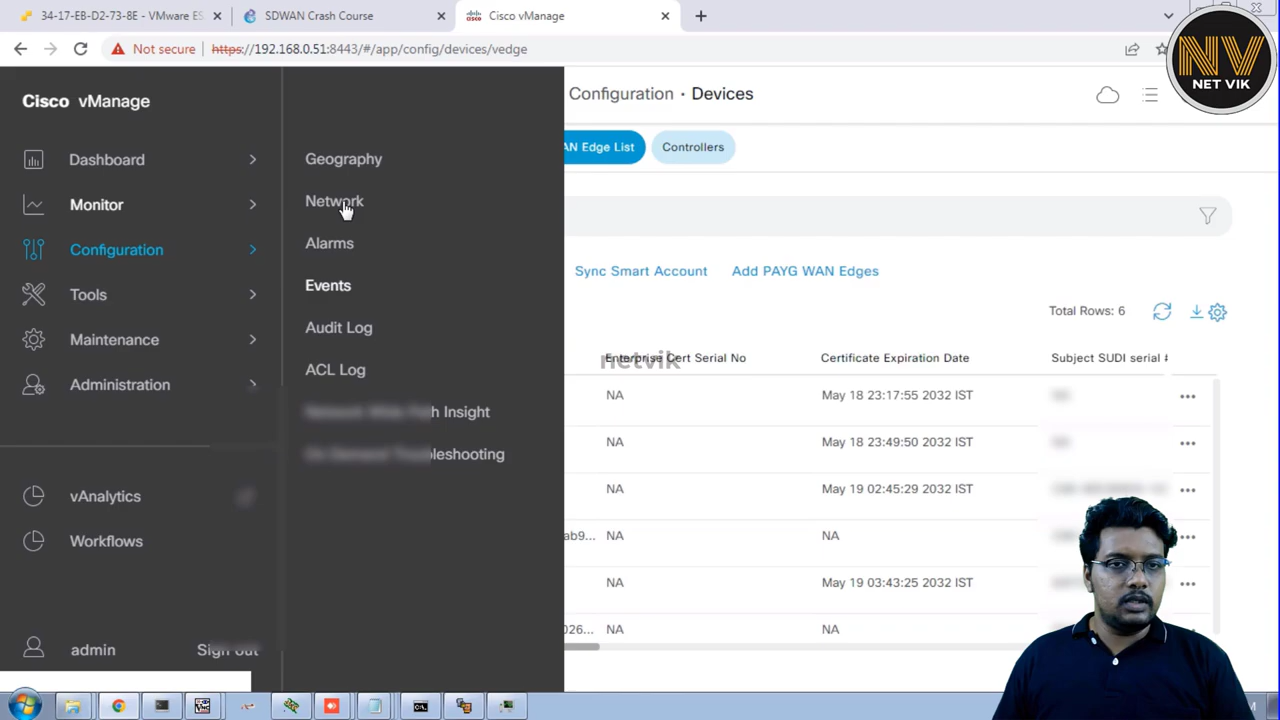 34-17-EB-D2-73-8E - VMware ES
SDWAN Crash Course
Cisco vManage
Not secure
https://192.168.0.51:8443/#/app/config/devices/vedge
NV
NET VIK
Cisco vManage
Configuration · Devices
Dashboard
Monitor
Configuration
Tools
Maintenance
Administration
vAnalytics
Workflows
admin
Sign out
Geography
Network
Alarms
Events
Audit Log
ACL Log
Insight
AN Edge List
Controllers
Sync Smart Account
Add PAYG WAN Edges
Total Rows: 6
netvik
Enterprise Cert Serial No
Certificate Expiration Date
Subject SUDI serial #
NA
May 18 23:17:55 2032 IST
NA
May 18 23:49:50 2032 IST
NA
May 19 02:45:29 2032 IST
ab9...
NA
NA
NA
May 19 03:43:25 2032 IST
026...
NA
NA